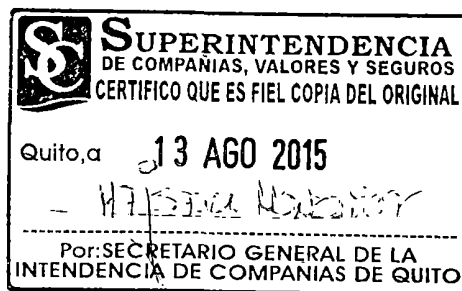 SC SUPERINTENDENCIA
DE COMPAÑIAS, VALORES Y SEGUROS
CERTIFICO QUE ES FIEL COPIA DEL ORIGINAL
Quito,a 13 AGO 2015
Por:SECRETARIO GENERAL DE LA
INTENDENCIA DE COMPAÑIAS DE QUITO